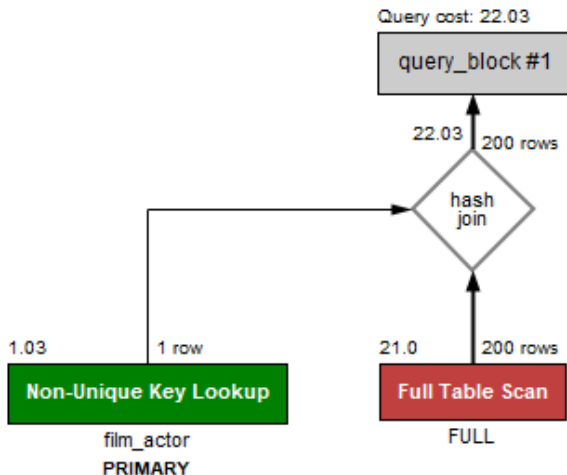 Query cost: 22.03
query_block #1
22.03 200 rows
hash
join
1.03 1 row
21.0 200 rows
Non-Unique Key Lookup
Full Table Scan
film_actor
FULL
PRIMARY